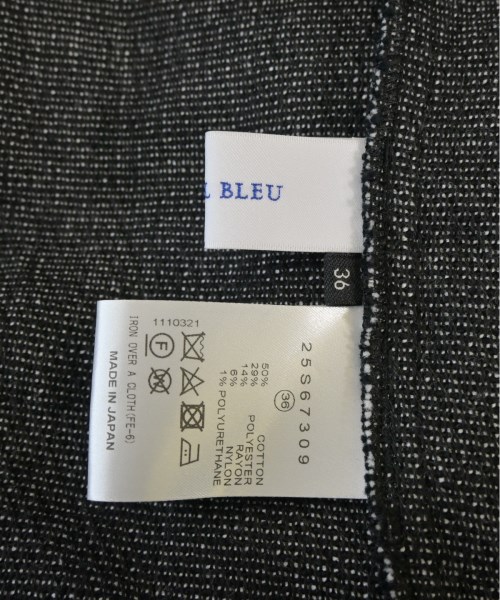 BLEU
36
25S67309
36
50% COTTON
29% POLYESTER
14% RAYON
6% NYLON
1% POLYURETHANE
1110321
F
IRON OVER A CLOTH(FE-6)
MADE IN JAPAN